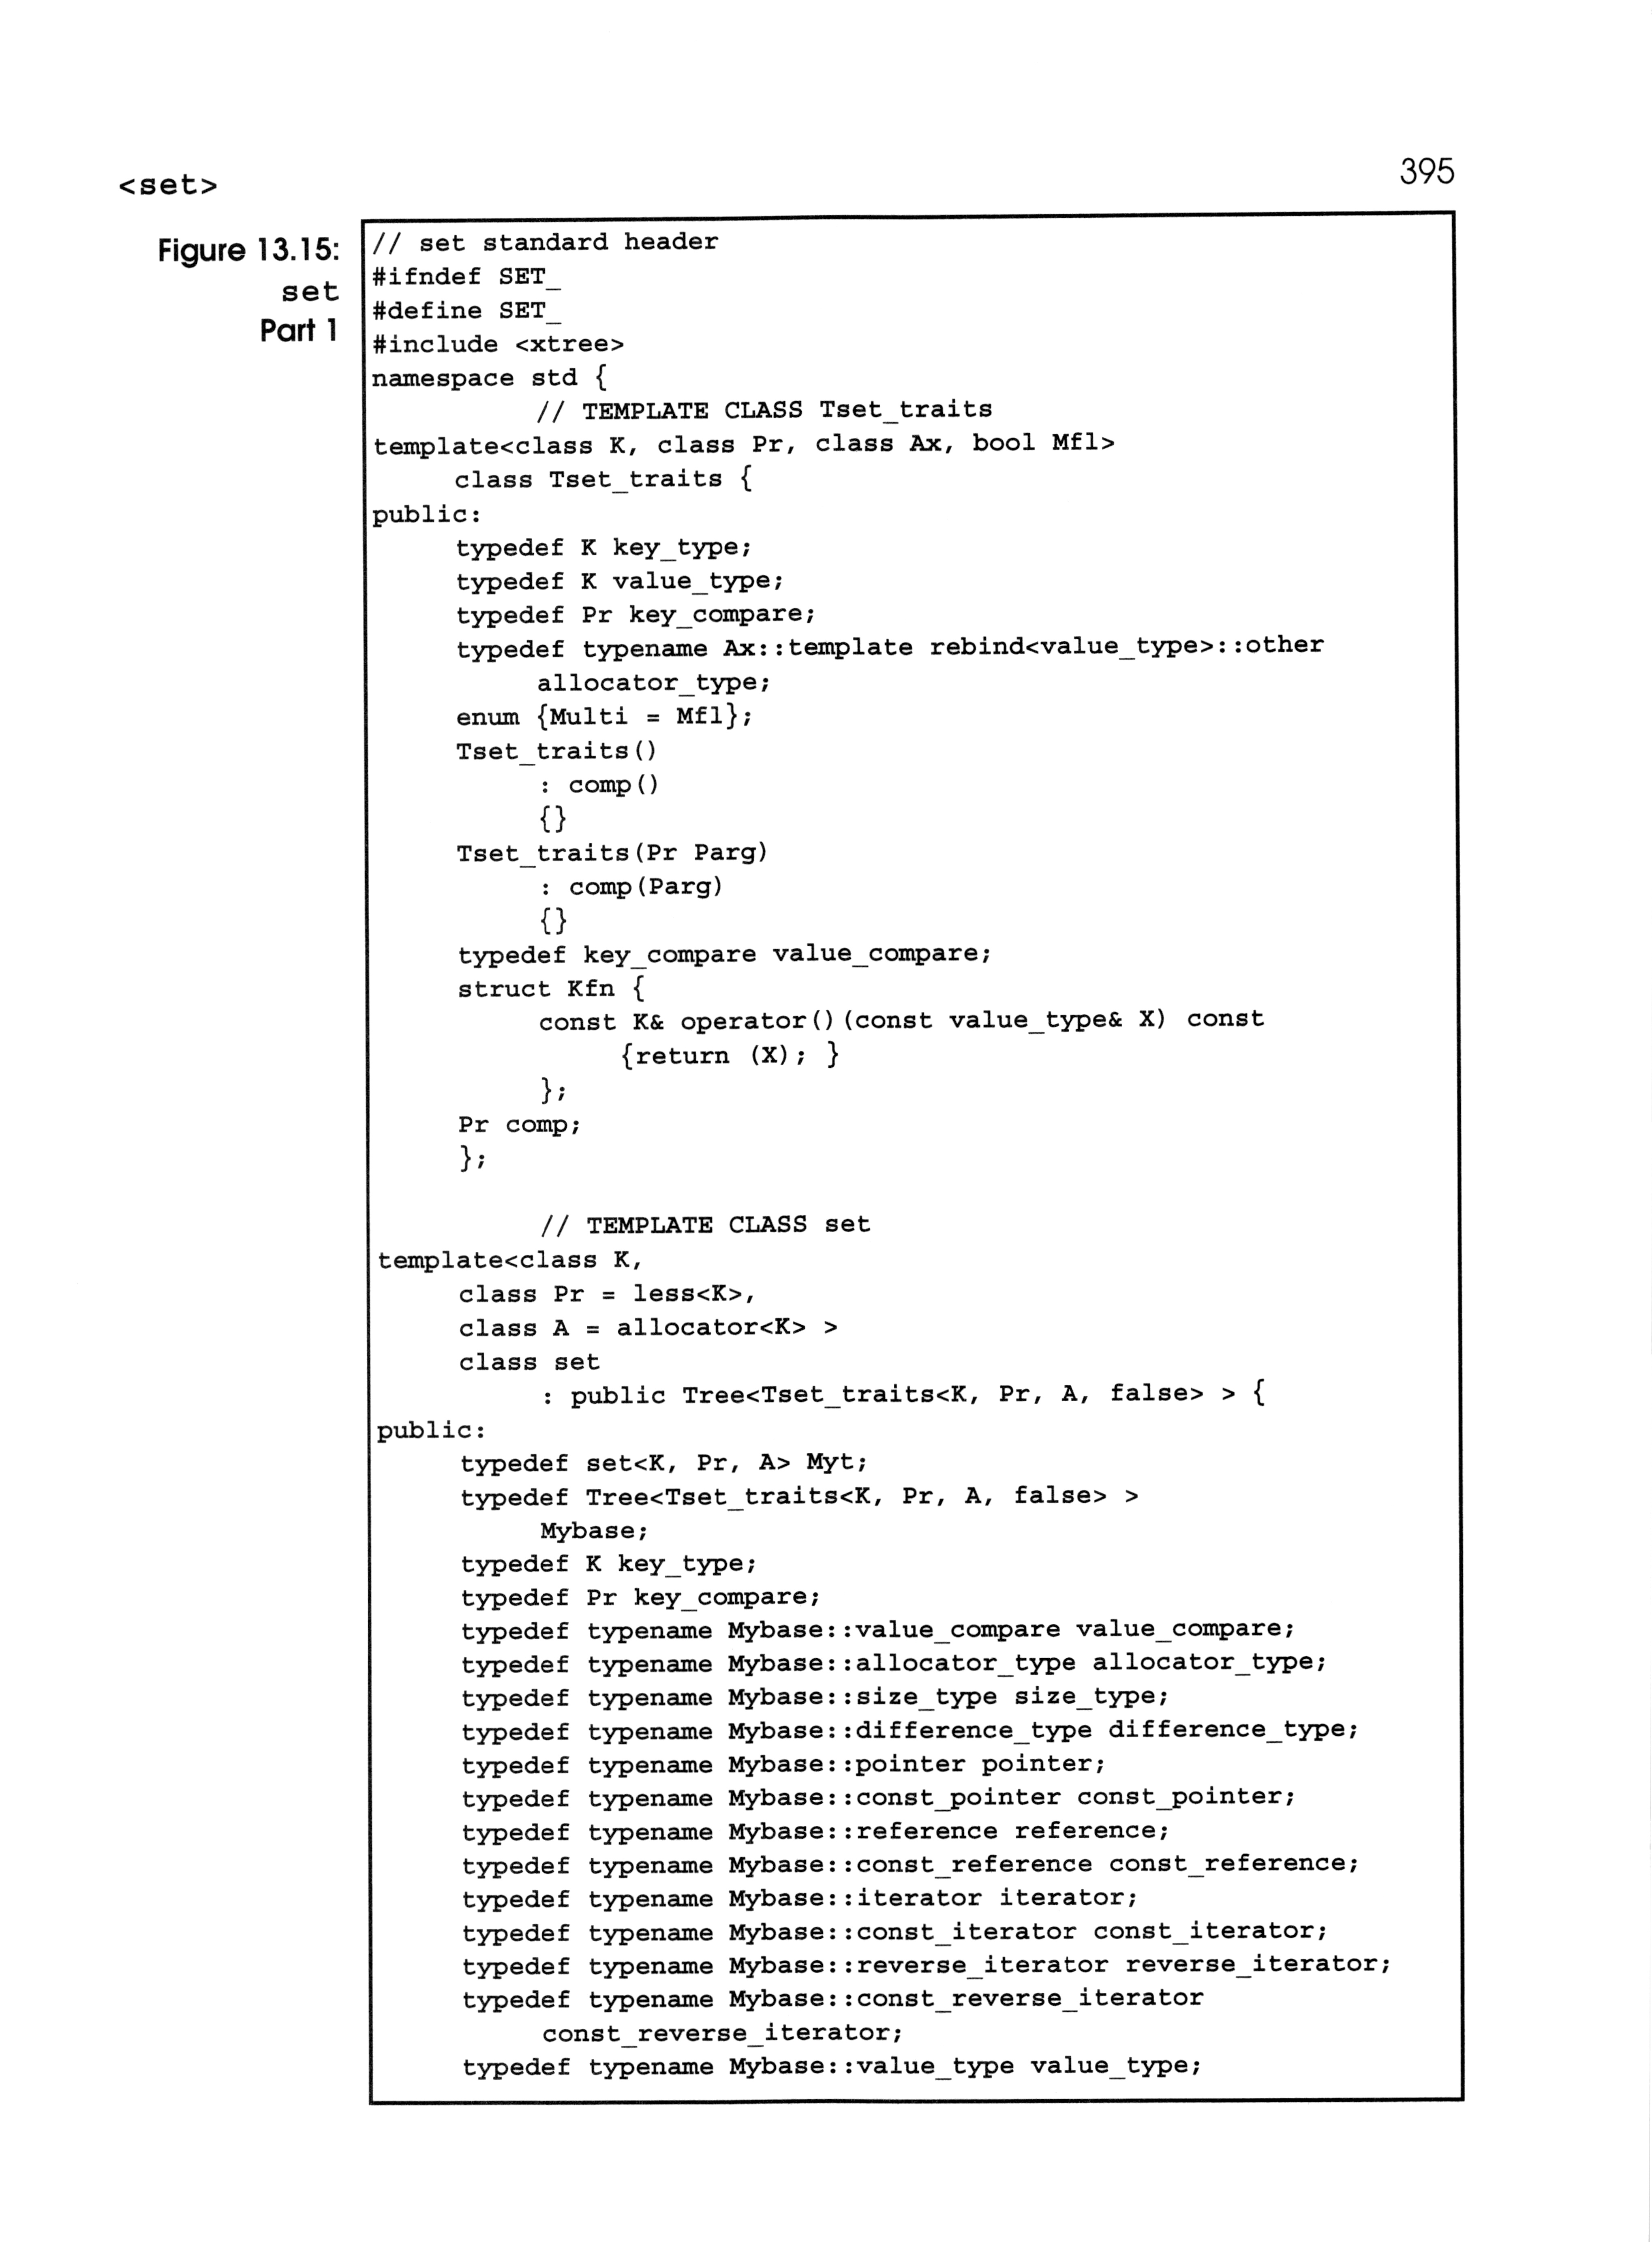 <set>
395
Figure 13.15:
set
Part 1
// set standard header
#ifndef SET_
#define SET_
#include <xtree>
namespace std {
// TEMPLATE CLASS Tset_traits
template<class K, class Pr, class Ax, bool Mfl>
class Tset_traits {
public:
typedef K key_type;
typedef K value_type;
typedef Pr key_compare;
typedef typename Ax::template rebind<value_type>::other
allocator_type;
enum {Multi = Mfl};
Tset_traits()
: comp()
{}
Tset_traits(Pr Parg)
: comp(Parg)
{}
typedef key_compare value_compare;
struct Kfn {
const K& operator()(const value_type& X) const
{return (X); }
};
Pr comp;
};
// TEMPLATE CLASS set
template<class K,
class Pr = less<K>,
class A = allocator<K> >
class set
: public Tree<Tset_traits<K, Pr, A, false> > {
public:
typedef set<K, Pr, A> Myt;
typedef Tree<Tset_traits<K, Pr, A, false> >
Mybase;
typedef K key_type;
typedef Pr key_compare;
typedef typename Mybase::value_compare value_compare;
typedef typename Mybase::allocator_type allocator_type;
typedef typename Mybase::size_type size_type;
typedef typename Mybase::difference_type difference_type;
typedef typename Mybase::pointer pointer;
typedef typename Mybase::const_pointer const_pointer;
typedef typename Mybase::reference reference;
typedef typename Mybase::const_reference const_reference;
typedef typename Mybase::iterator iterator;
typedef typename Mybase::const_iterator const_iterator;
typedef typename Mybase::reverse_iterator reverse_iterator;
typedef typename Mybase::const_reverse_iterator
const_reverse_iterator;
typedef typename Mybase::value_type value_type;